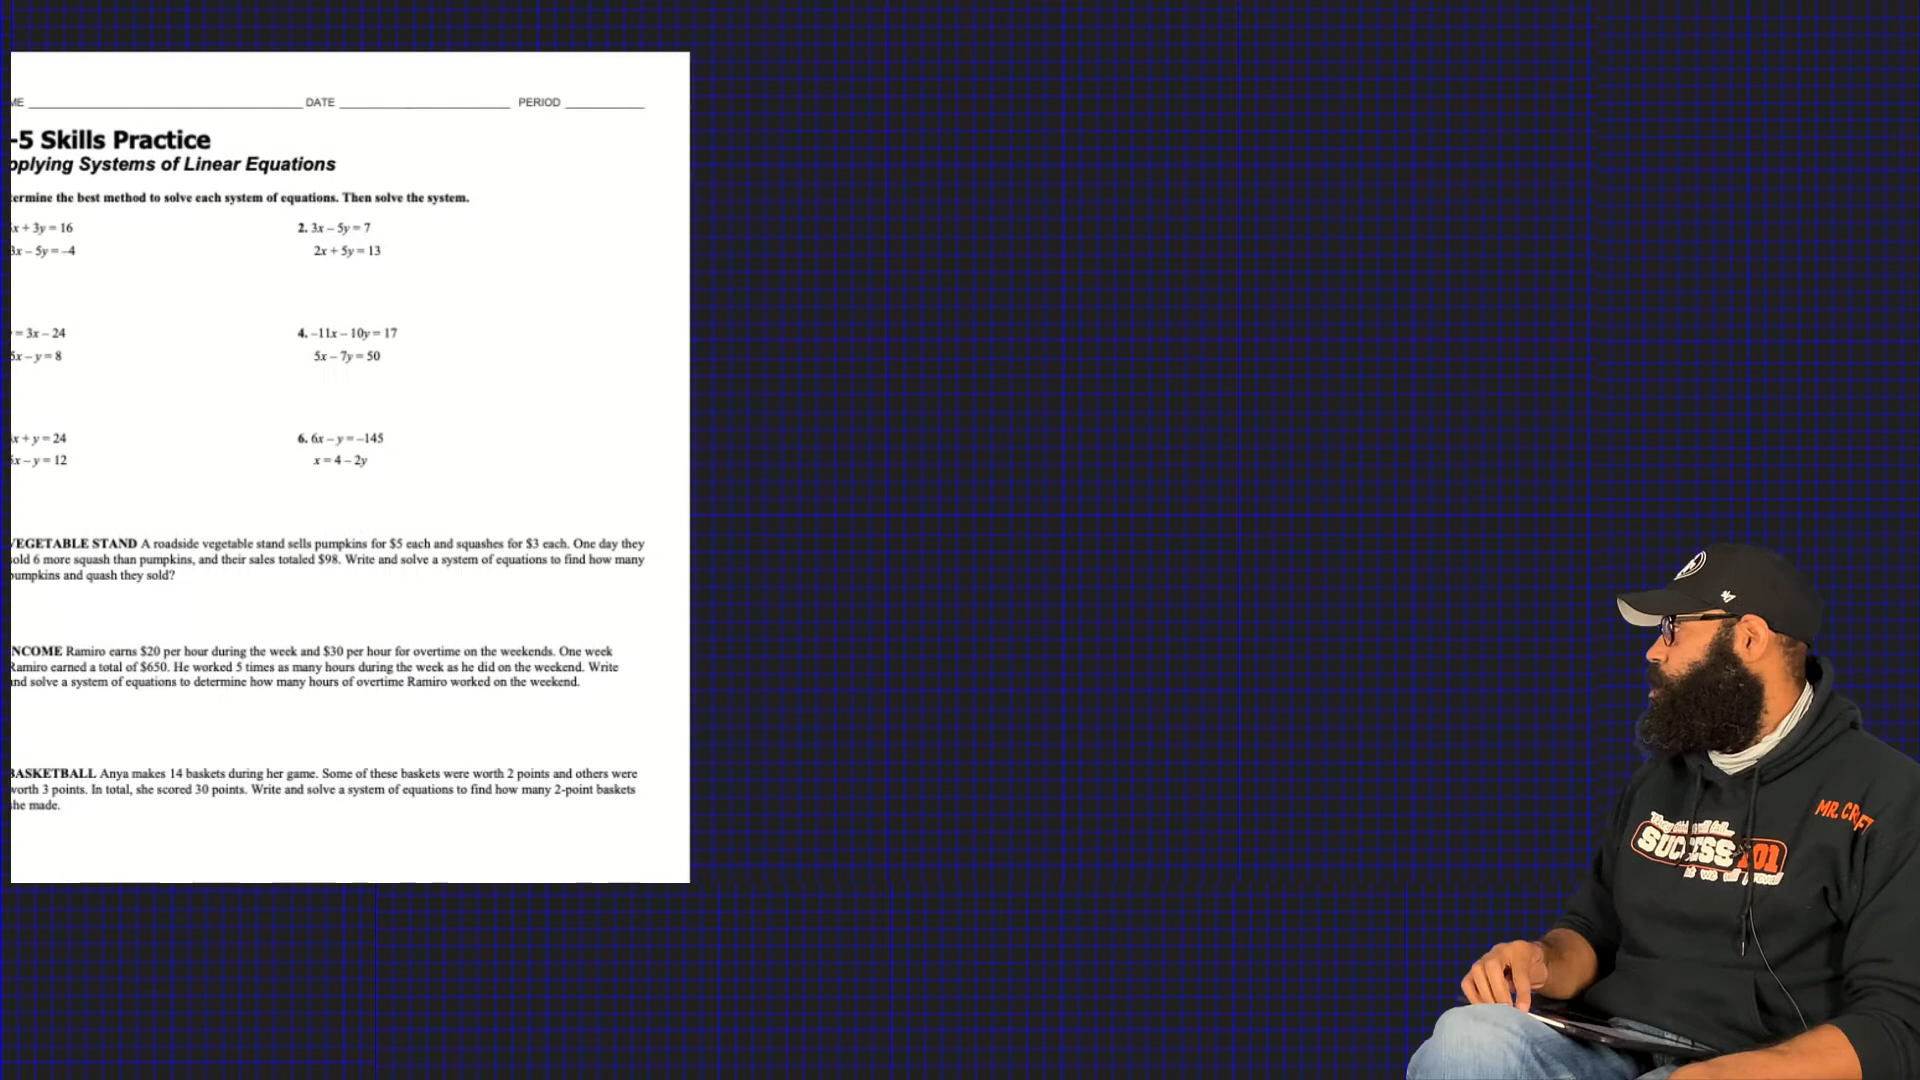 DATE PERIOD
-5 Skills Practice
pplying Systems of Linear Equations
ermine the best method to solve each system of equations. Then solve the system.
x + 3y = 16
3x – 5y = –4
2. 3x – 5y = 7
2x + 5y = 13
= 3x – 24
5x – y = 8
4. –11x – 10y = 17
5x – 7y = 50
x + y = 24
x – y = 12
6. 6x – y = –145
x = 4 – 2y
VEGETABLE STAND A roadside vegetable stand sells pumpkins for $5 each and squashes for $3 each. One day they
old 6 more squash than pumpkins, and their sales totaled $98. Write and solve a system of equations to find how many
pumpkins and quash they sold?
NCOME Ramiro earns $20 per hour during the week and $30 per hour for overtime on the weekends. One week
Ramiro earned a total of $650. He worked 5 times as many hours during the week as he did on the weekend. Write
and solve a system of equations to determine how many hours of overtime Ramiro worked on the weekend.
BASKETBALL Anya makes 14 baskets during her game. Some of these baskets were worth 2 points and others were
worth 3 points. In total, she scored 30 points. Write and solve a system of equations to find how many 2-point baskets
she made.
MR. CR
SUCCESS 101